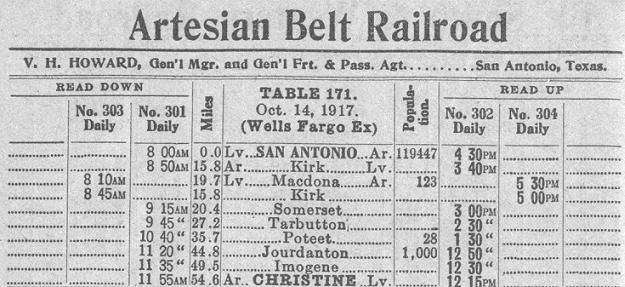 Artesian Belt Railroad
V. H. HOWARD, Gen'l Mgr. and Gen'l Frt. & Pass. Agt..........San Antonio, Texas.
READ DOWN TABLE 171. READ UP
No. 303 Daily No. 301 Daily Miles Oct. 14, 1917. (Wells Fargo Ex) Popula-tion. No. 302 Daily No. 304 Daily
8 00AM 0.0 Lv...SAN ANTONIO...Ar. 119447 4 30PM
8 50AM 15.8 Ar.......Kirk.......Lv. 3 40PM
8 10AM 19.7 Lv......Macdona......Ar. 123 5 30PM
8 45AM 15.8 ..........Kirk.......... 5 00PM
9 15AM 20.4 .......Somerset....... 3 00PM
9 45 " 27.2 .......Tarbutton....... 2 30 "
10 40 " 35.7 .........Poteet......... 28 1 30 "
11 20 " 44.8 ......Jourdanton...... 1,000 12 50 "
11 35 " 49.5 ........Imogene........ 12 30 "
11 55AM 54.6 Ar...CHRISTINE...Lv. 12 15PM